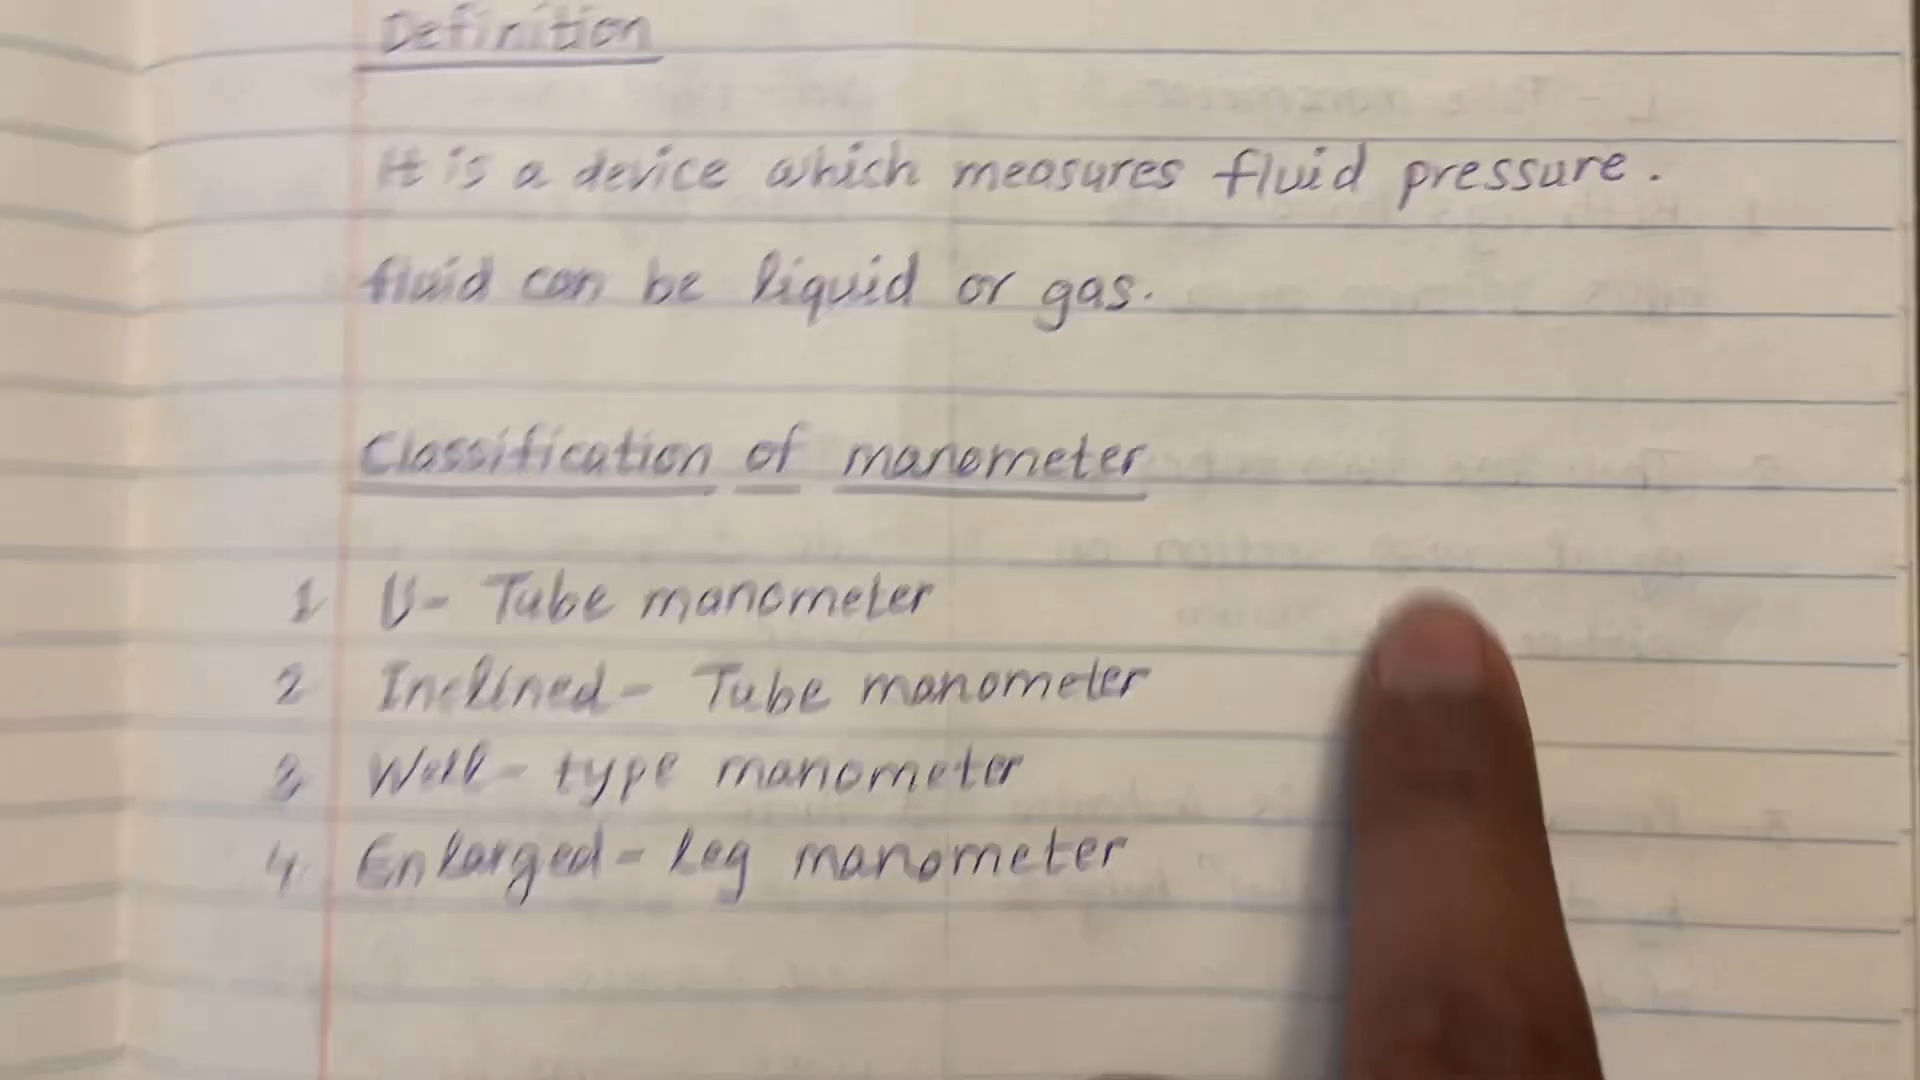 Definition
It is a device which measures fluid pressure.
fluid can be liquid or gas.
Classification of manometer
1 U- Tube manometer
2 Inclined- Tube manometer
3 Well- type manometer
4 Enlarged- leg manometer